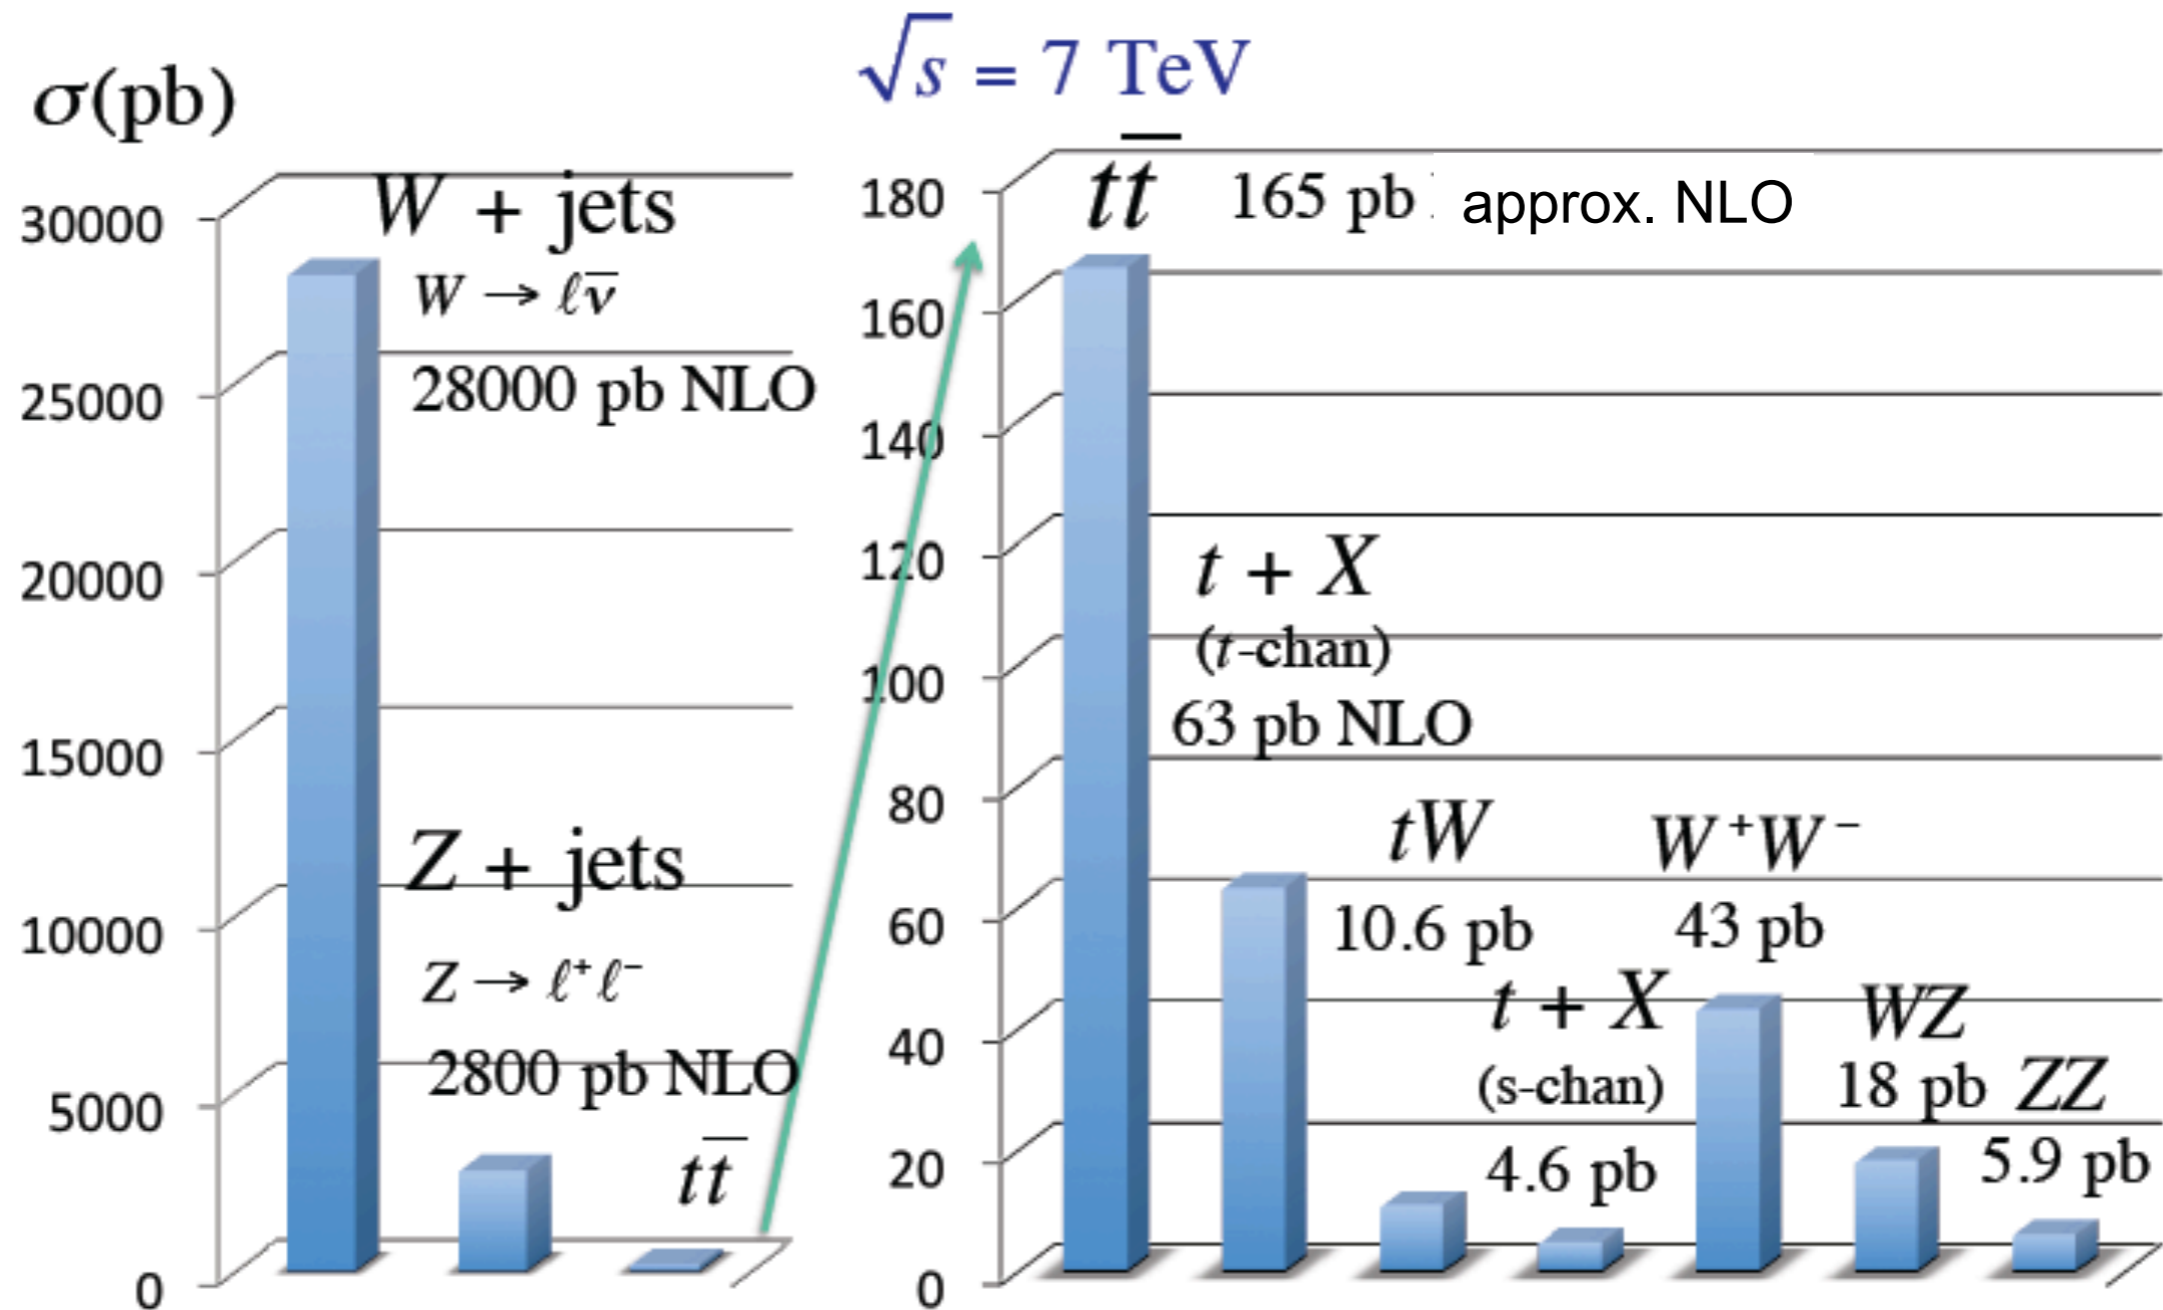 σ(pb)
√s = 7 TeV
30000
25000
20000
15000
10000
5000
0
W + jets
W → ℓν̅
28000 pb NLO
Z + jets
Z → ℓ⁺ℓ⁻
2800 pb NLO
tt̅
180
160
140
120
100
80
60
40
20
0
tt̅ 165 pb approx. NLO
t + X
(t-chan)
63 pb NLO
tW
10.6 pb
t + X
(s-chan)
4.6 pb
W⁺W⁻
43 pb
WZ
18 pb
ZZ
5.9 pb